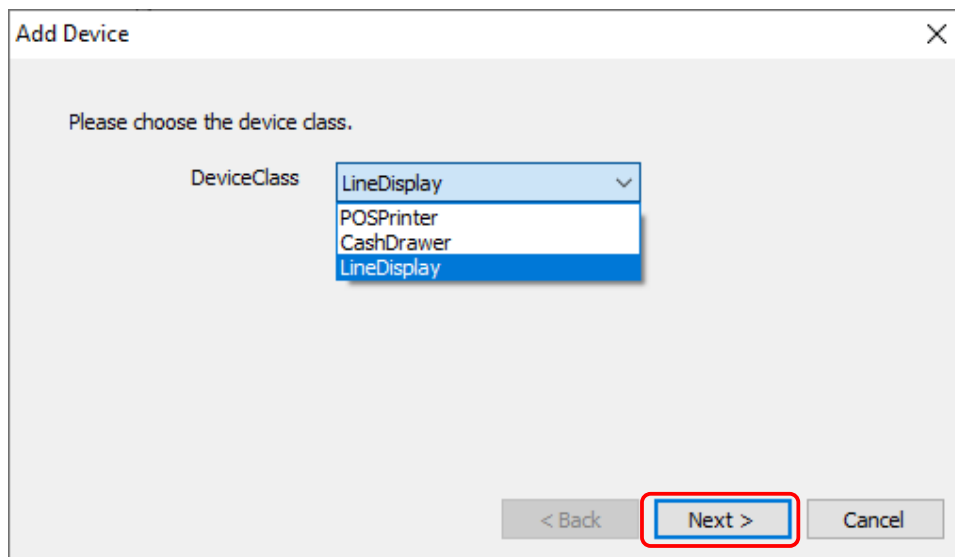 Add Device
Please choose the device class.
DeviceClass LineDisplay
POSPrinter
CashDrawer
LineDisplay
< Back Next > Cancel